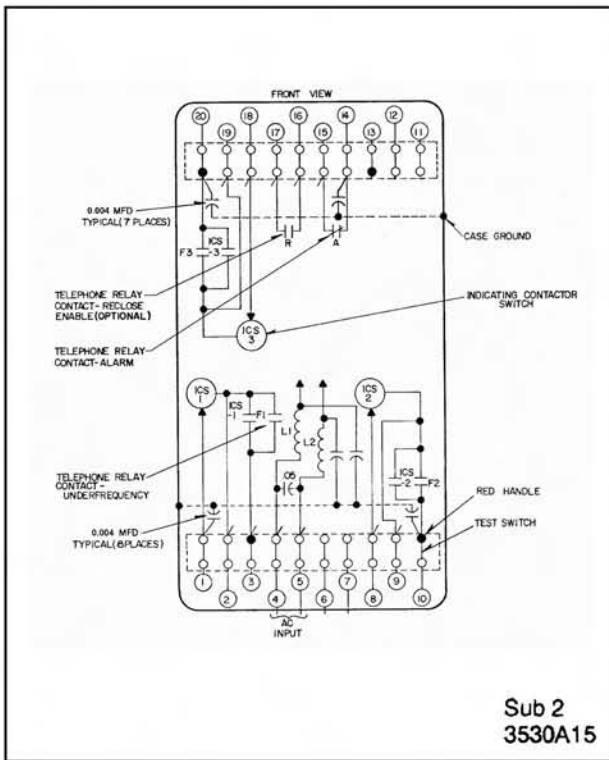 FRONT VIEW
20 19 18 17 16 15 14 13 12 11
0.004 MFD
TYPICAL (7 PLACES)
F3
ICS
-3
R
A
CASE GROUND
TELEPHONE RELAY
CONTACT-RECLOSE
ENABLE (OPTIONAL)
INDICATING CONTACTOR
SWITCH
ICS
3
TELEPHONE RELAY
CONTACT-ALARM
ICS
1
ICS
-1
F1
L1
L2
ICS
2
TELEPHONE RELAY
CONTACT-
UNDERFREQUENCY
.05
ICS
-2
F2
RED HANDLE
TEST SWITCH
0.004 MFD
TYPICAL (8 PLACES)
1 2 3 4 5 6 7 8 9 10
AC
INPUT
Sub 2
3530A15